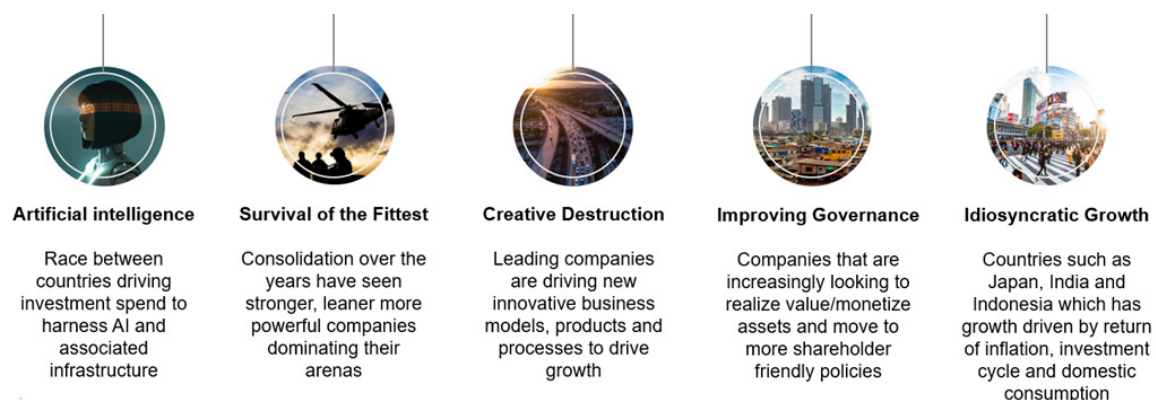 Artificial intelligence
Race between
countries driving
investment spend to
harness AI and
associated
infrastructure
Survival of the Fittest
Consolidation over the
years have seen
stronger, leaner more
powerful companies
dominating their
arenas
Creative Destruction
Leading companies
are driving new
innovative business
models, products and
processes to drive
growth
Improving Governance
Companies that are
increasingly looking to
realize value/monetize
assets and move to
more shareholder
friendly policies
Idiosyncratic Growth
Countries such as
Japan, India and
Indonesia which has
growth driven by return
of inflation, investment
cycle and domestic
consumption